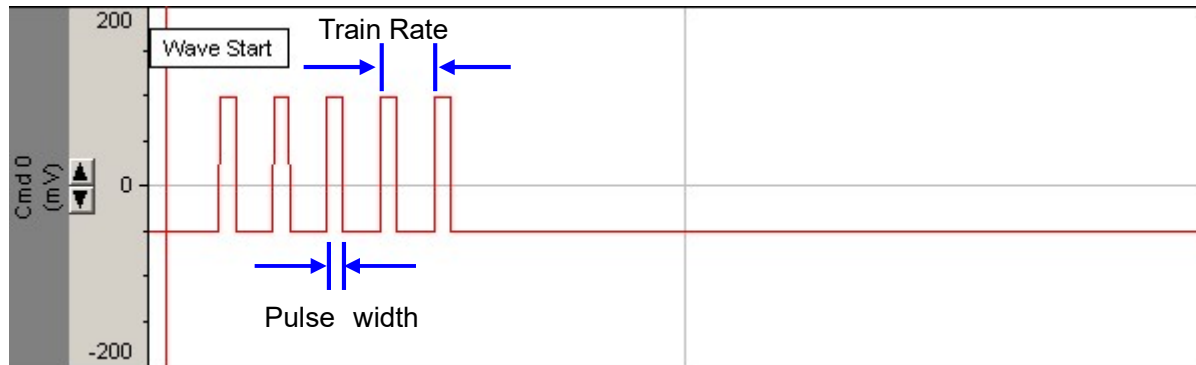 200
Train Rate
Wave Start
Cmd 0
(mV)
0
Pulse width
-200